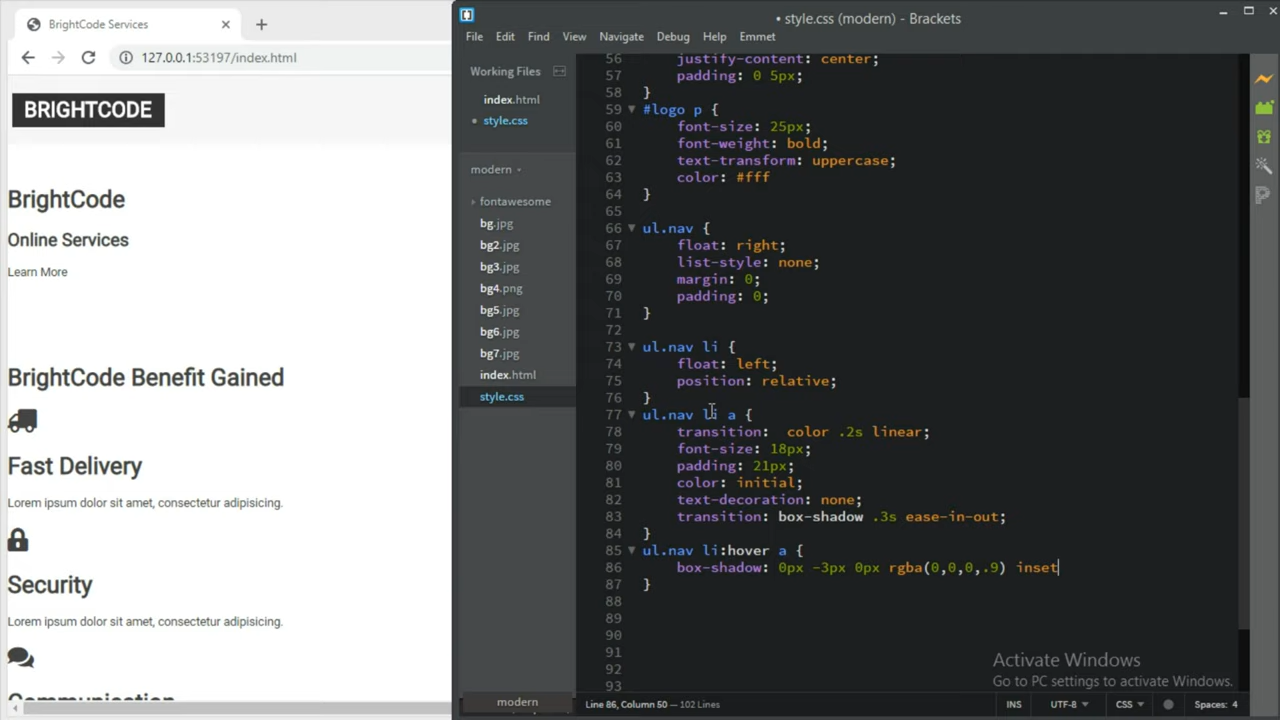 BrightCode Services
127.0.0.1:53197/index.html
BRIGHTCODE
BrightCode
Online Services
Learn More
BrightCode Benefit Gained
Fast Delivery
Lorem ipsum dolor sit amet, consectetur adipisicing.
Security
Lorem ipsum dolor sit amet, consectetur adipisicing.
Communication
• style.css (modern) - Brackets
File Edit Find View Navigate Debug Help Emmet
Working Files
index.html
• style.css
modern
fontawesome
bg.jpg
bg2.jpg
bg3.jpg
bg4.png
bg5.jpg
bg6.jpg
bg7.jpg
index.html
style.css
modern
56 justify-content: center;
57 padding: 0 5px;
58 }
59 #logo p {
60 font-size: 25px;
61 font-weight: bold;
62 text-transform: uppercase;
63 color: #fff
64 }
65
66 ul.nav {
67 float: right;
68 list-style: none;
69 margin: 0;
70 padding: 0;
71 }
72
73 ul.nav li {
74 float: left;
75 position: relative;
76 }
77 ul.nav li a {
78 transition:  color .2s linear;
79 font-size: 18px;
80 padding: 21px;
81 color: initial;
82 text-decoration: none;
83 transition: box-shadow .3s ease-in-out;
84 }
85 ul.nav li:hover a {
86 box-shadow: 0px -3px 0px rgba(0,0,0,.9) inset
87 }
88
89
90
91
92
93
Activate Windows
Go to PC settings to activate Windows.
Line 86, Column 50 — 102 Lines
INS UTF-8 CSS Spaces: 4